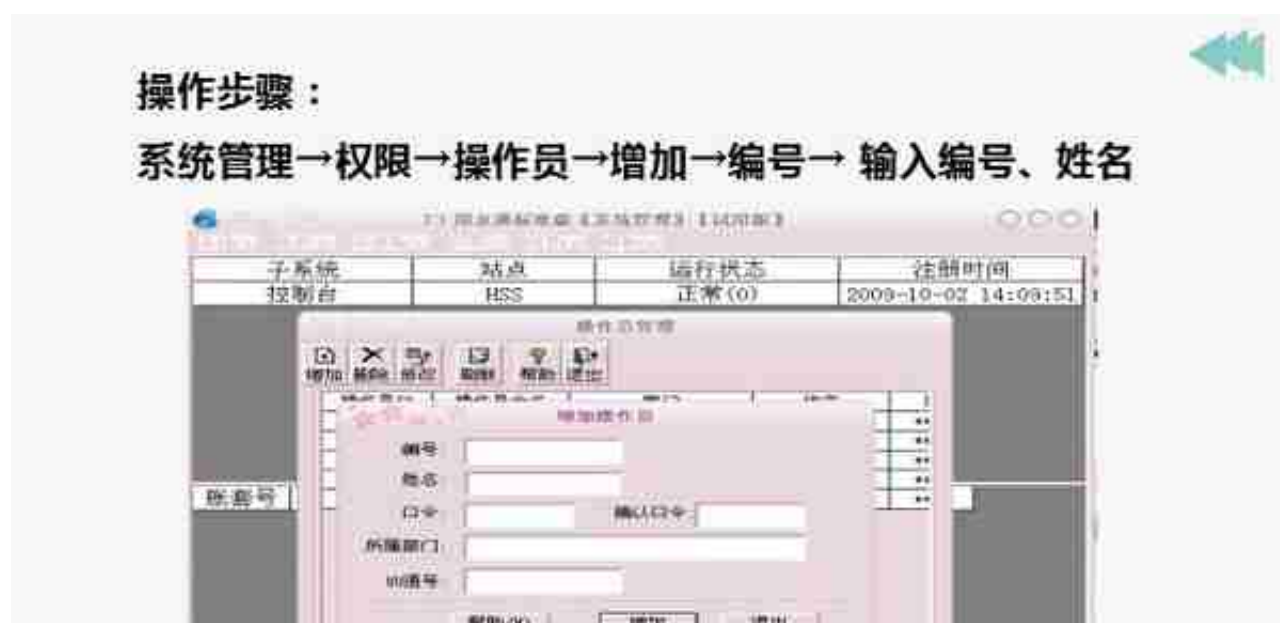 操作步骤：
系统管理→权限→操作员→增加→编号→ 输入编号、姓名
子系统 站点 运行状态 注册时间
控制台 HSS 正常(0) 2009-10-02 14:09:51
操作员管理
增加 删除 修改 刷新 帮助 退出
增加操作员
编号
姓名
账套号
口令 确认口令
所属部门
增加 退出